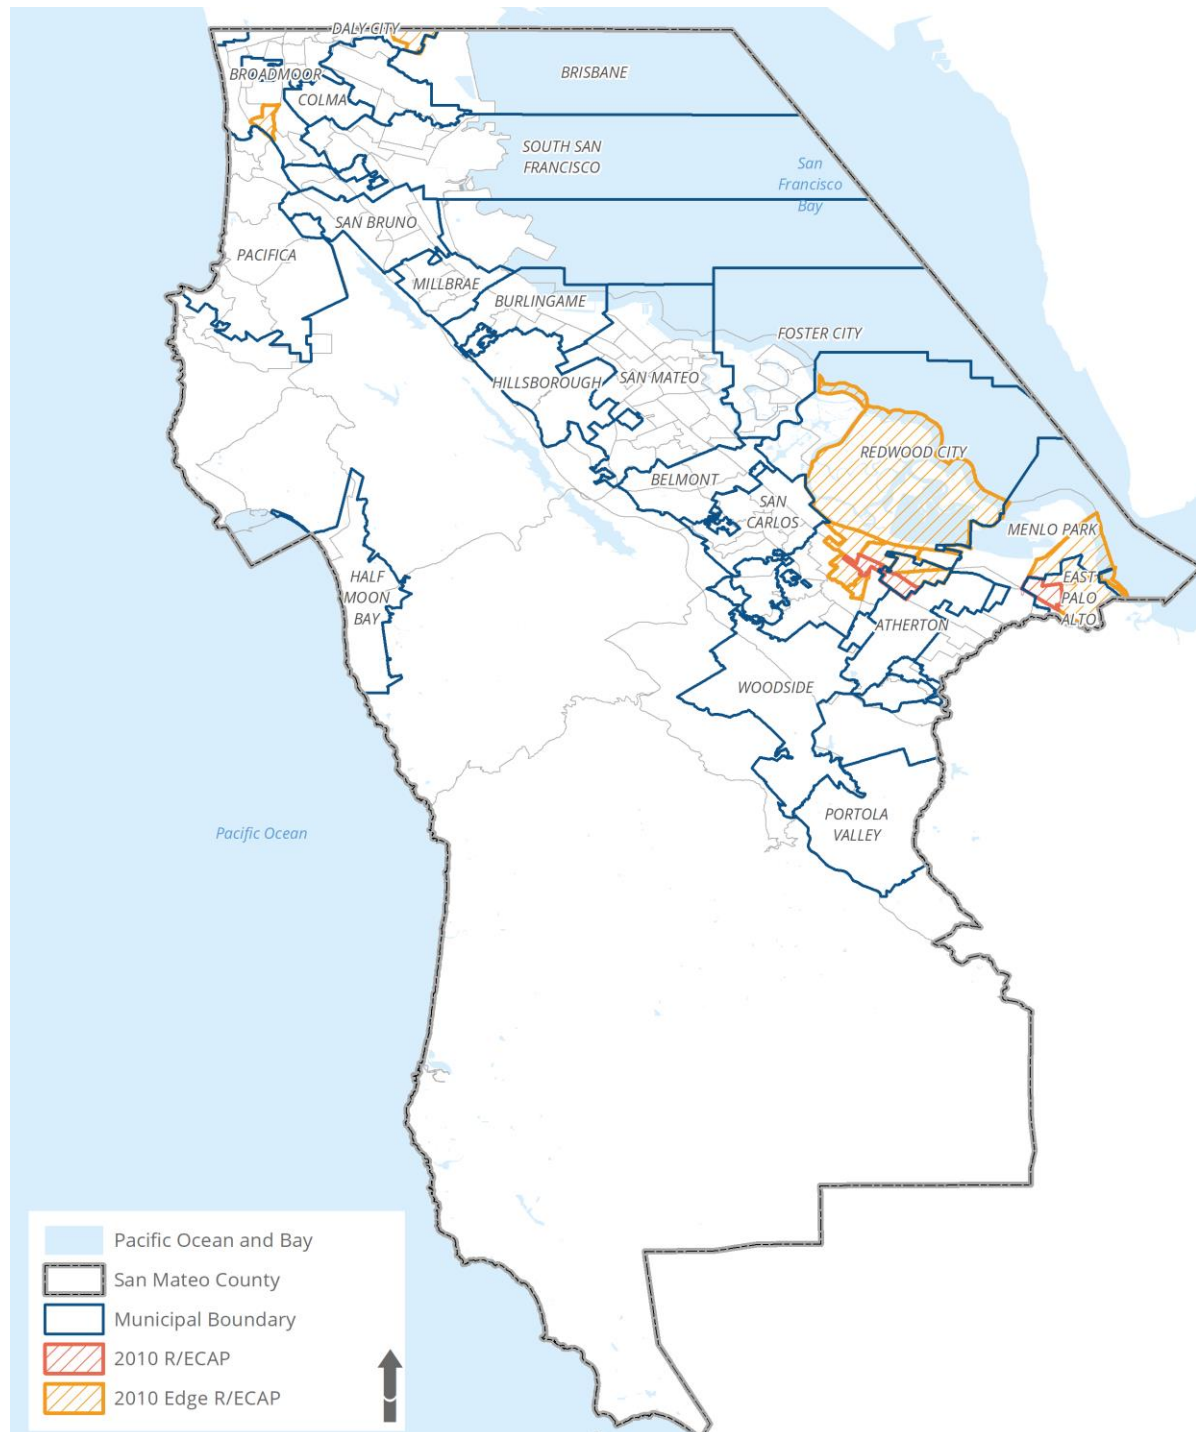 DALY CITY
BROADMOOR
BRISBANE
COLMA
SOUTH SAN
FRANCISCO
San
Francisco
Bay
SAN BRUNO
PACIFICA
MILLBRAE
BURLINGAME
FOSTER CITY
HILLSBOROUGH
SAN MATEO
REDWOOD CITY
BELMONT
SAN
CARLOS
MENLO PARK
HALF
MOON
BAY
EAST
PALO
ALTO
ATHERTON
WOODSIDE
PORTOLA
VALLEY
Pacific Ocean
Pacific Ocean and Bay
San Mateo County
Municipal Boundary
2010 R/ECAP
2010 Edge R/ECAP